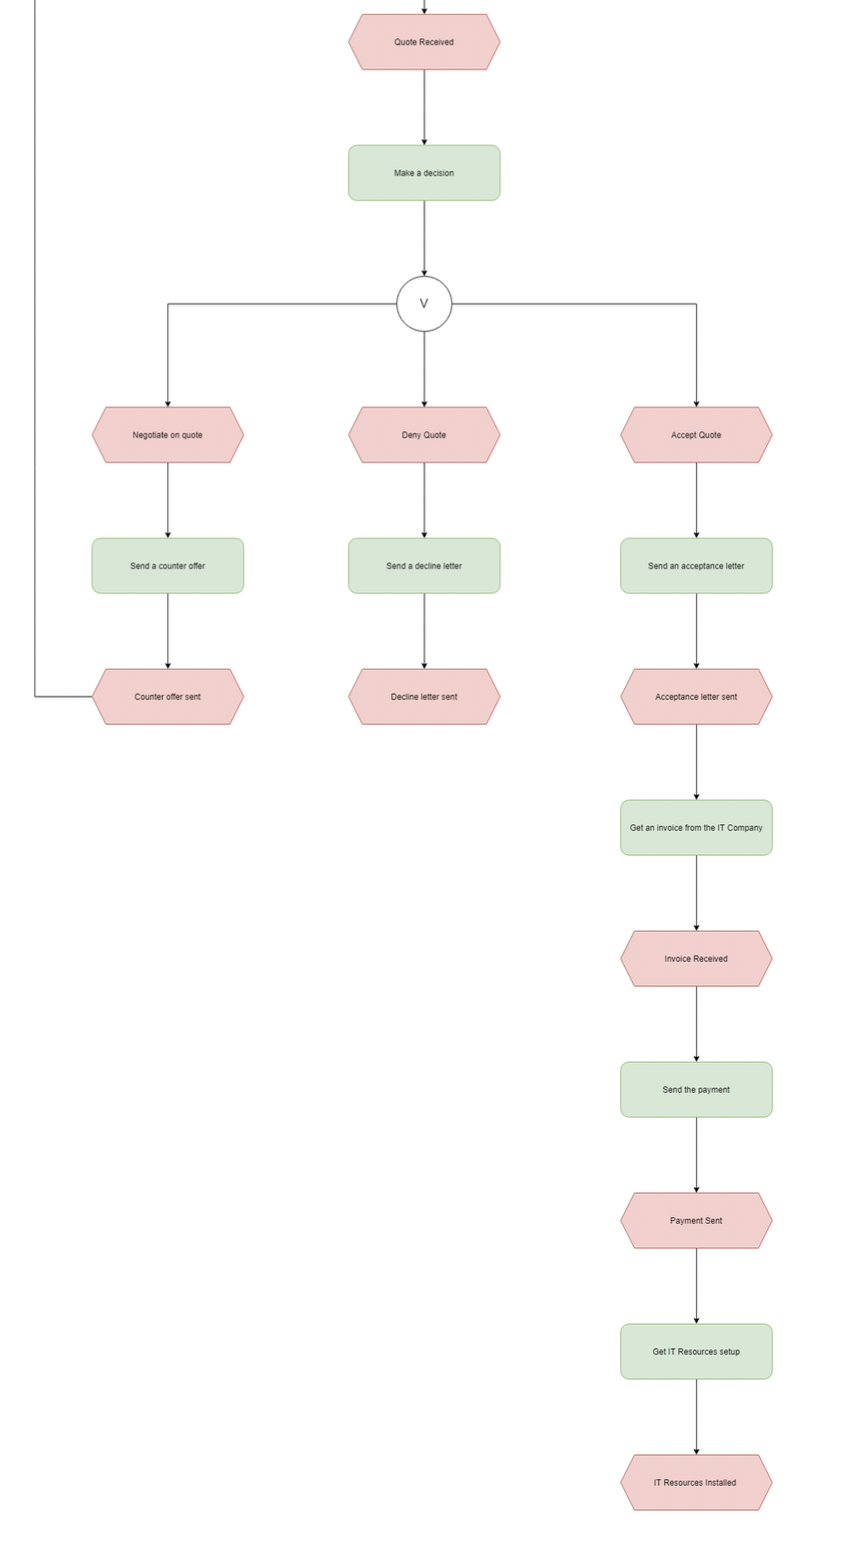 Quote Received
Make a decision
V
Negotiate on quote
Deny Quote
Accept Quote
Send a counter offer
Send a decline letter
Send an acceptance letter
Counter offer sent
Decline letter sent
Acceptance letter sent
Get an invoice from the IT Company
Invoice Received
Send the payment
Payment Sent
Get IT Resources setup
IT Resources Installed